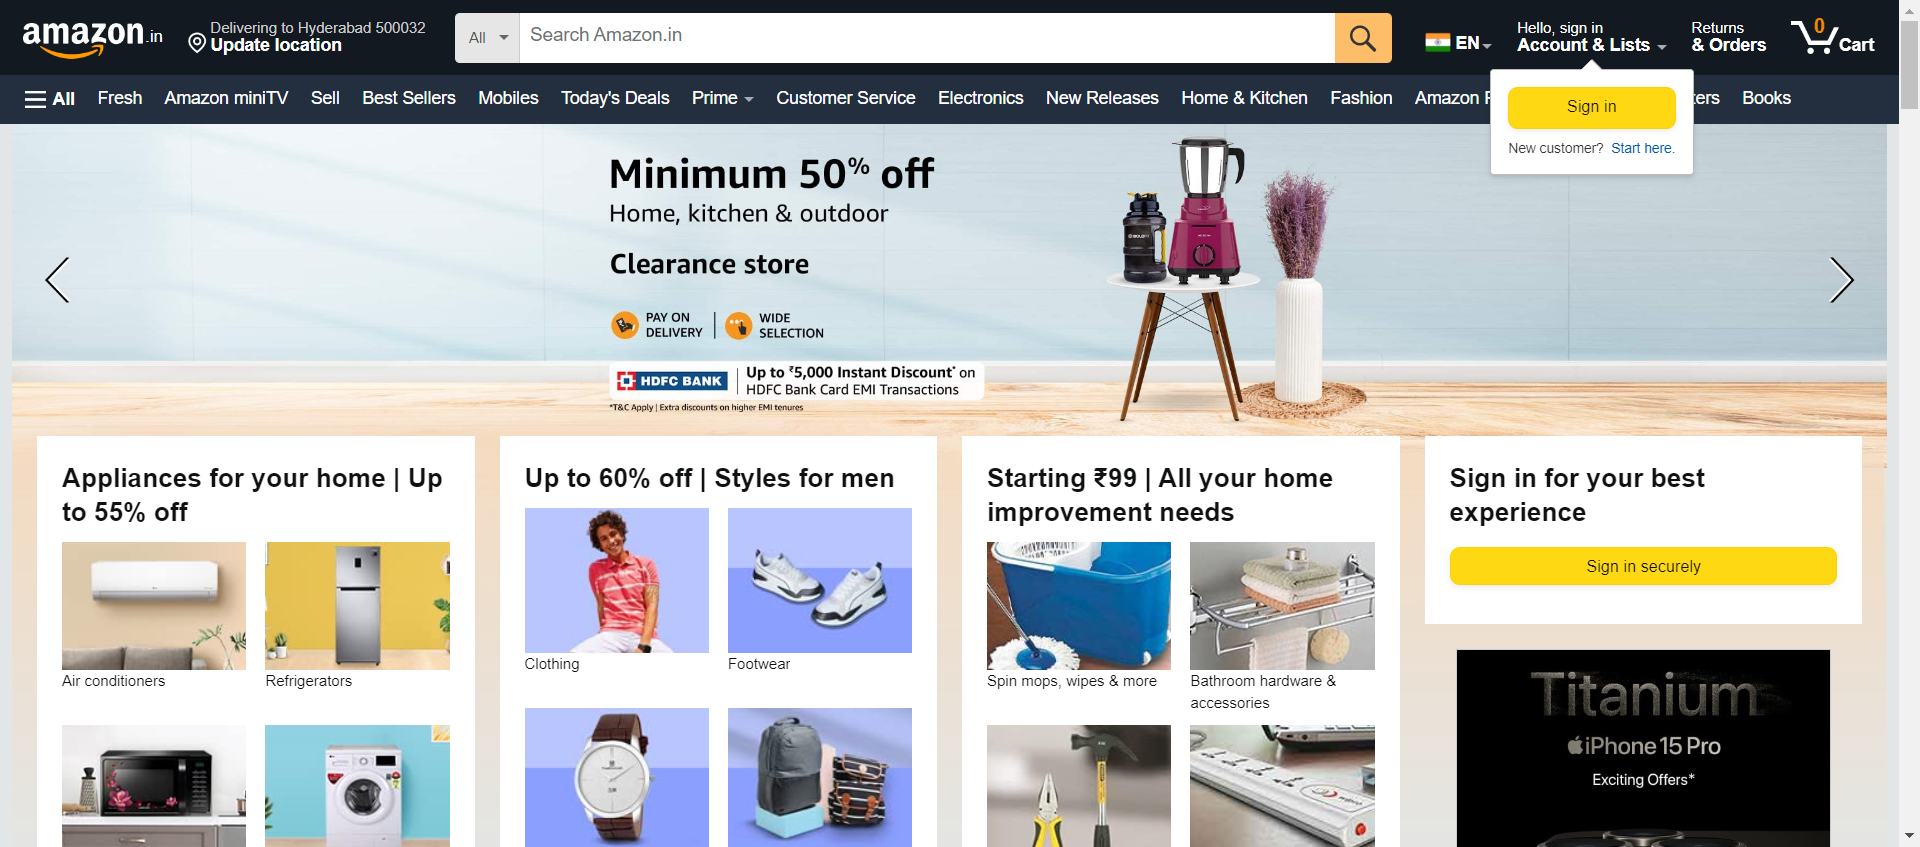 amazon.in
Delivering to Hyderabad 500032
Update location
All
Search Amazon.in
EN
Hello, sign in
Account & Lists
Returns
& Orders
0
Cart
All Fresh Amazon miniTV Sell Best Sellers Mobiles Today's Deals Prime Customer Service Electronics New Releases Home & Kitchen Fashion Amazon Books
Sign in
New customer? Start here.
Minimum 50% off
Home, kitchen & outdoor
Clearance store
PAY ON
DELIVERY
WIDE
SELECTION
HDFC BANK
Up to ₹5,000 Instant Discount* on
HDFC Bank Card EMI Transactions
*T&C Apply | Extra discounts on higher EMI tenures
Appliances for your home | Up
to 55% off
Air conditioners
Refrigerators
Up to 60% off | Styles for men
Clothing
Footwear
Starting ₹99 | All your home
improvement needs
Spin mops, wipes & more
Bathroom hardware &
accessories
Sign in for your best
experience
Sign in securely
Titanium
iPhone 15 Pro
Exciting Offers*